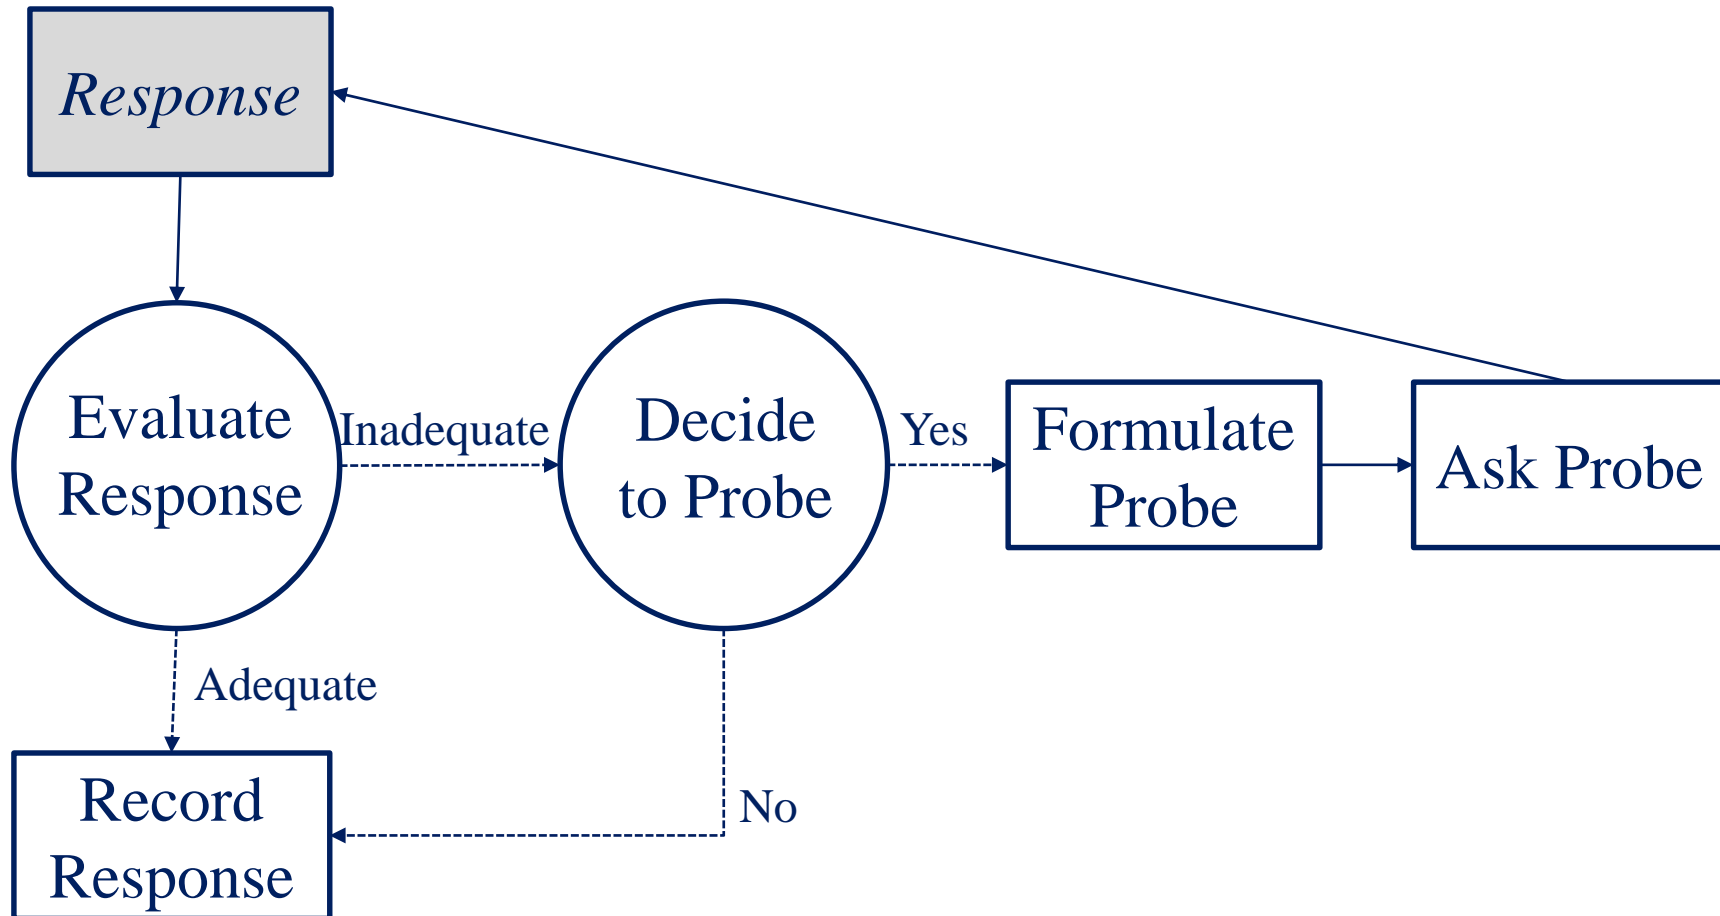 Response
Evaluate
Response
Inadequate
Decide
to Probe
Yes
Formulate
Probe
Ask Probe
Adequate
No
Record
Response